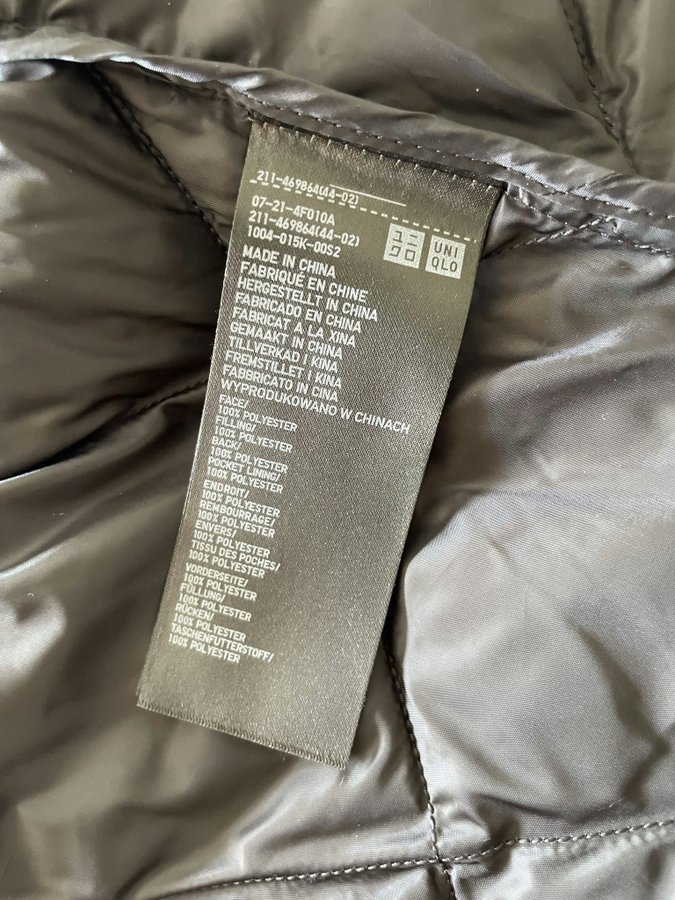 211-469864(44-02)
07-21-4F010A
211-469864(44-02)
1004-015K-00S2
ユニ
クロ
UNI
QLO
MADE IN CHINA
FABRIQUÉ EN CHINE
HERGESTELLT IN CHINA
FABRICADO EN CHINA
FABRICAT A LA XINA
GEMAAKT IN CHINA
TILLVERKAD I KINA
FREMSTILLET I KINA
FABBRICATO IN CINA
WYPRODUKOWANO W CHINACH
FACE/
100% POLYESTER
FILLING/
100% POLYESTER
BACK/
100% POLYESTER
POCKET LINING/
100% POLYESTER
ENDROIT/
100% POLYESTER
REMBOURRAGE/
100% POLYESTER
ENVERS/
100% POLYESTER
TISSU DES POCHES/
100% POLYESTER
VORDERSEITE/
100% POLYESTER
FÜLLUNG/
100% POLYESTER
RÜCKEN/
100% POLYESTER
TASCHENFUTTERSTOFF/
100% POLYESTER